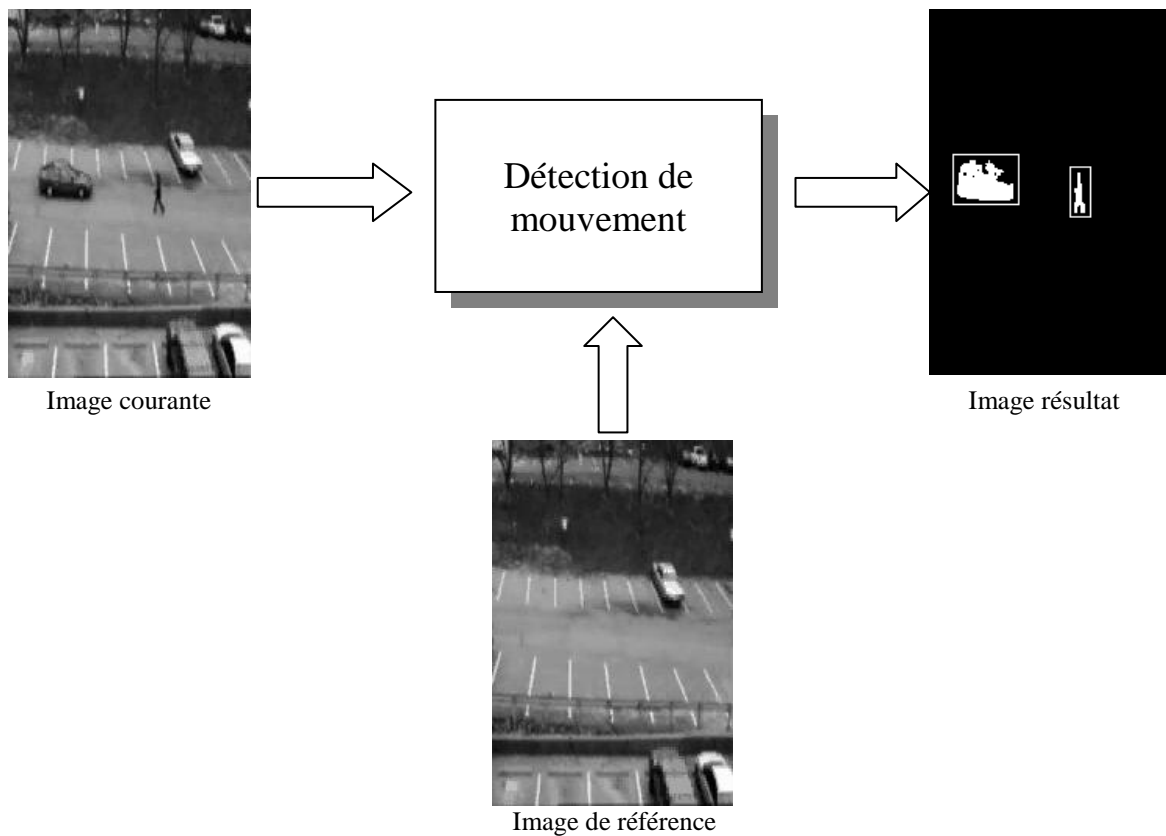 Détection de
mouvement
Image courante
Image résultat
Image de référence